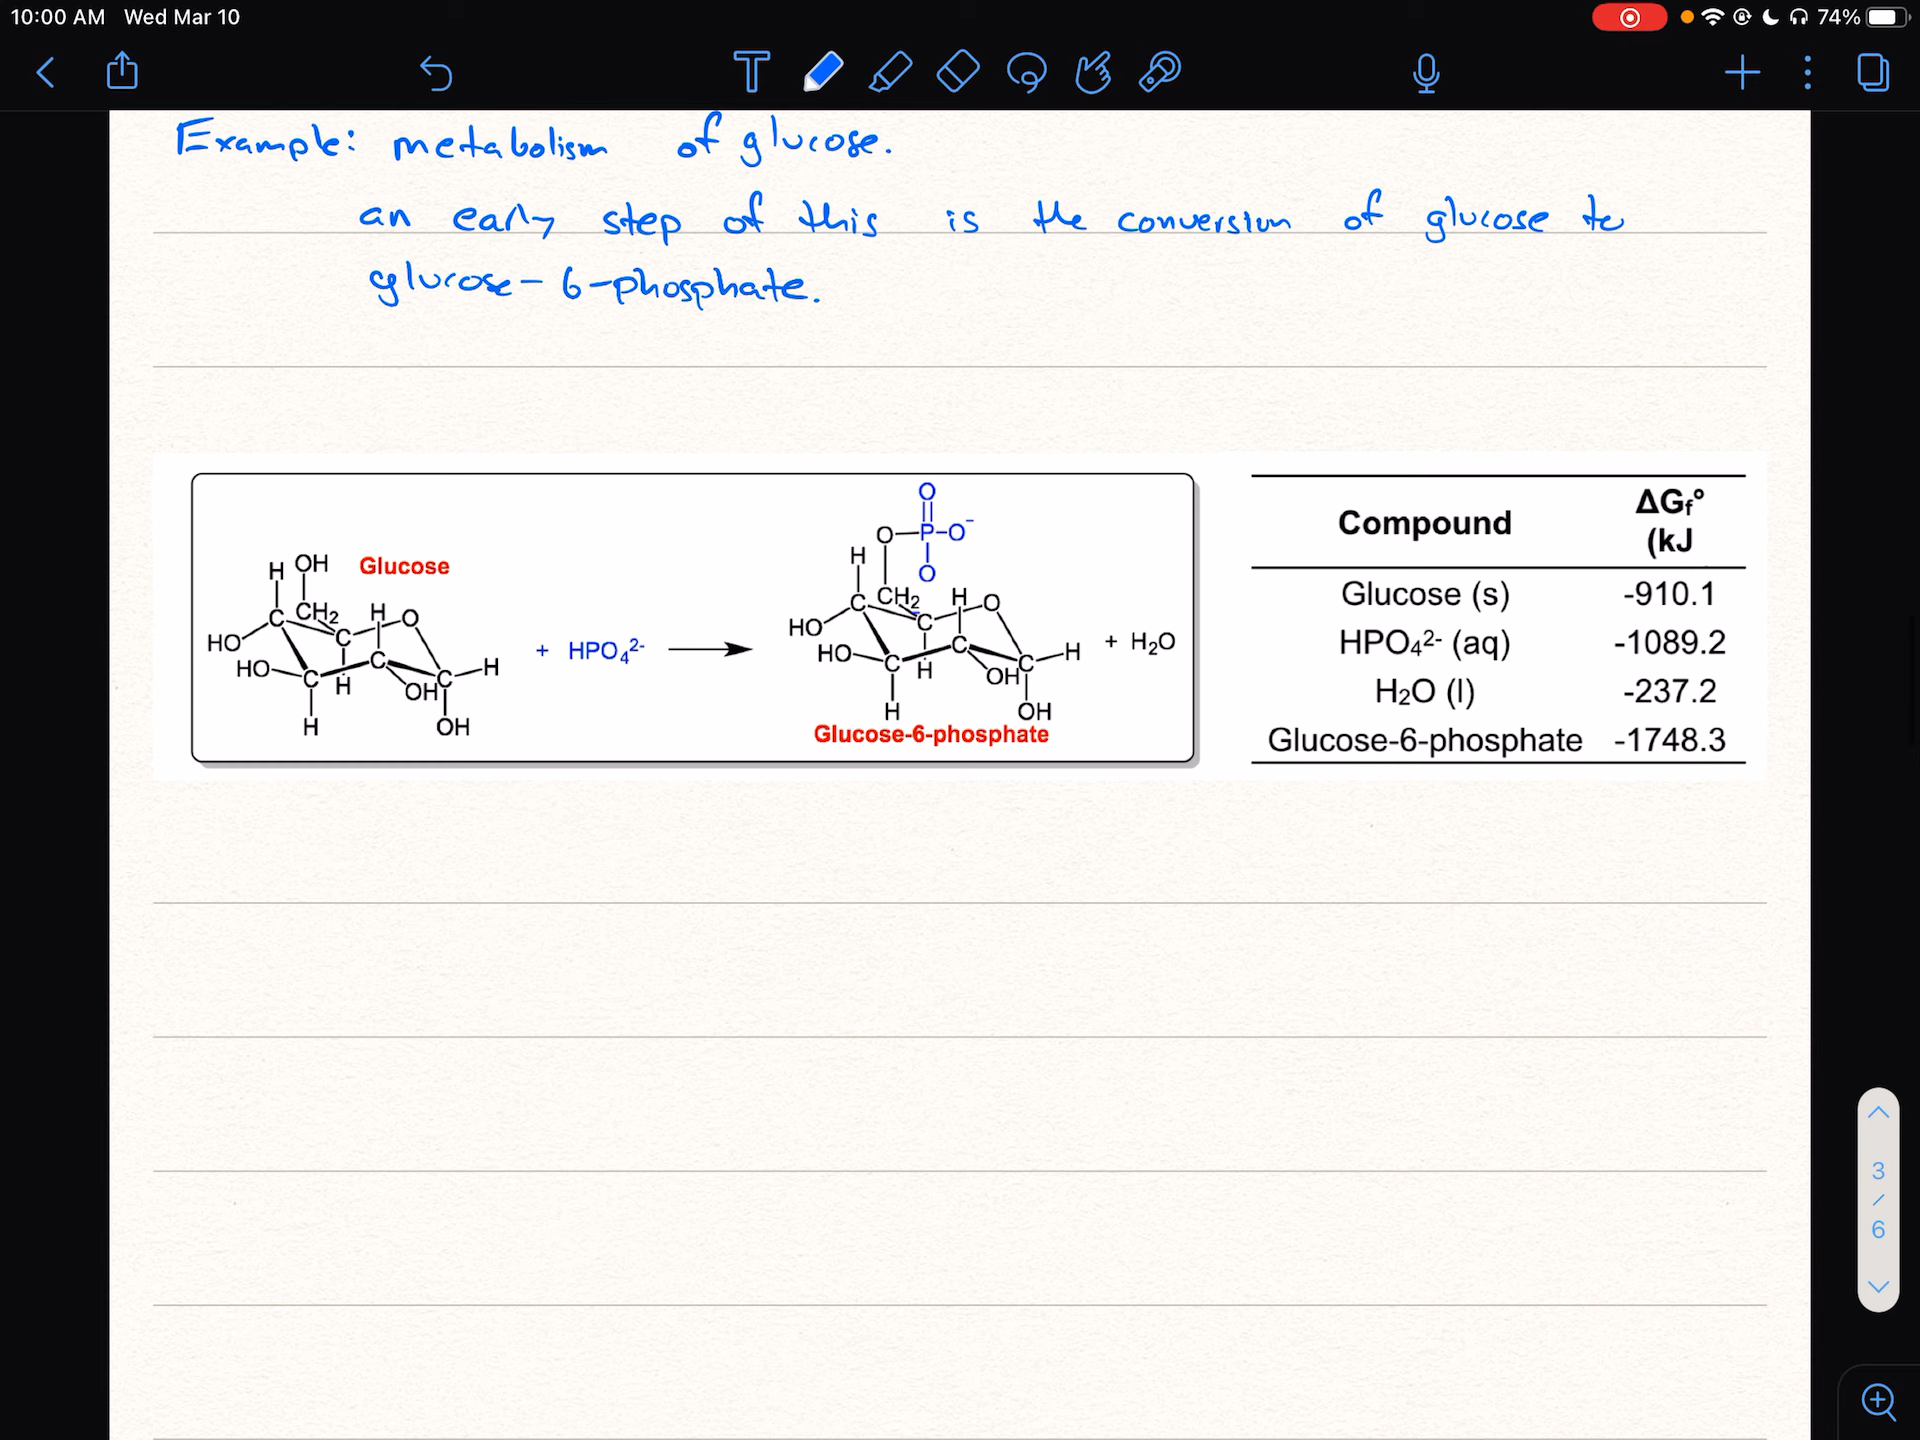 10:00 AM Wed Mar 10
74%
Example: metabolism of glucose.
an early step of this is the conversion of glucose to
glucose-6-phosphate.
Glucose
H OH
CH₂
C
H
O
HO
C
C
H
HO
C
H
OH
C
H
OH
+ HPO₄²⁻
O
O-P-O⁻
O
H
CH₂
H
O
C
C
HO
C
H
HO
C
H
OH
C
H
OH
Glucose-6-phosphate
+ H₂O
Compound ΔGf° (kJ
Glucose (s) -910.1
HPO₄²⁻ (aq) -1089.2
H₂O (l) -237.2
Glucose-6-phosphate -1748.3
3
/
6